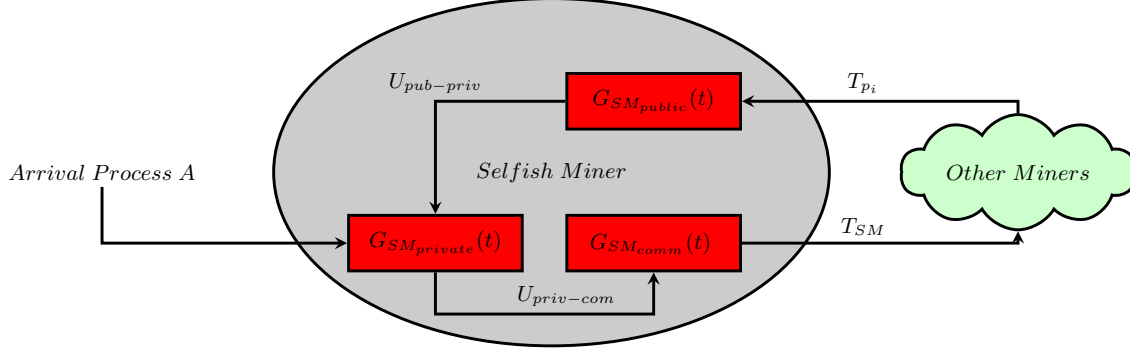 U_{pub-priv}
G_{SM_{public}}(t)
T_{p_i}
Arrival Process A
Selfish Miner
Other Miners
G_{SM_{private}}(t)
G_{SM_{comm}}(t)
T_{SM}
U_{priv-com}